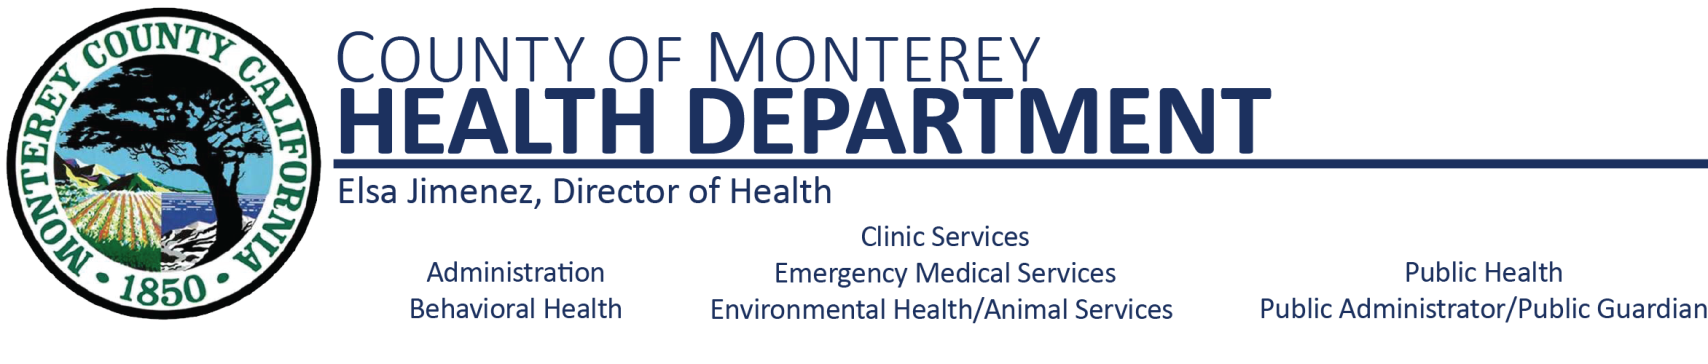 MONTEREY COUNTY CALIFORNIA
• 1850 •
COUNTY OF MONTEREY
HEALTH DEPARTMENT
Elsa Jimenez, Director of Health
Administration
Behavioral Health
Clinic Services
Emergency Medical Services
Environmental Health/Animal Services
Public Health
Public Administrator/Public Guardian